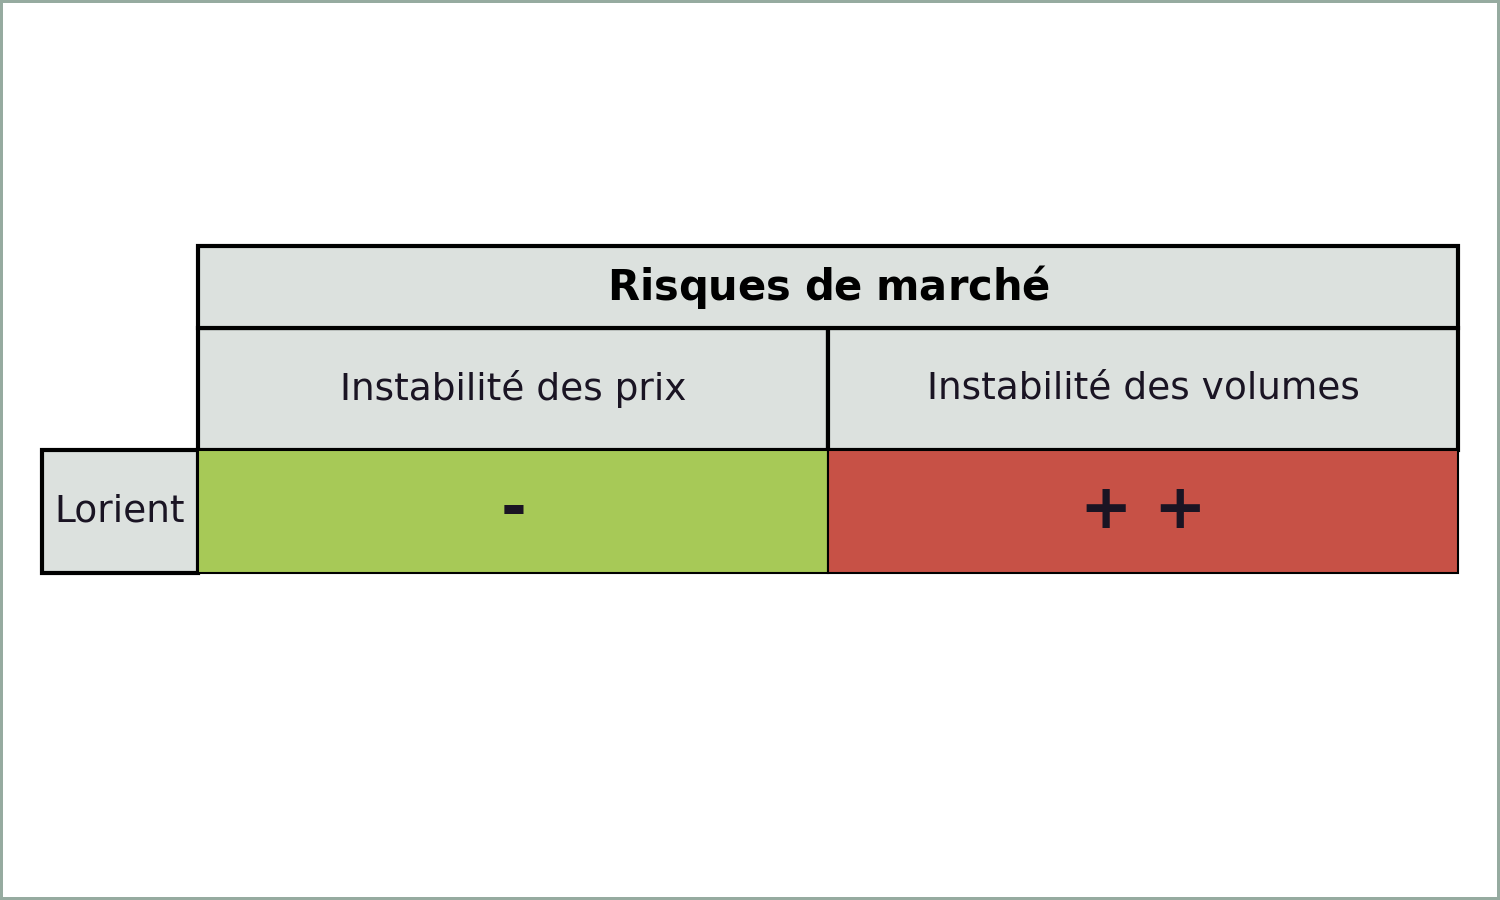 Risques de marché
Instabilité des prix
Instabilité des volumes
Lorient
-
+ +